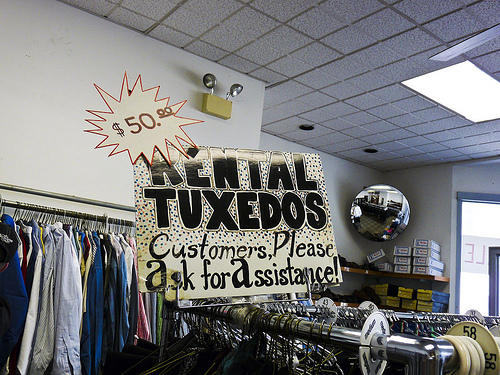 $50.00
RENTAL
TUXEDOS
Customers, Please
ask for assistance!
58